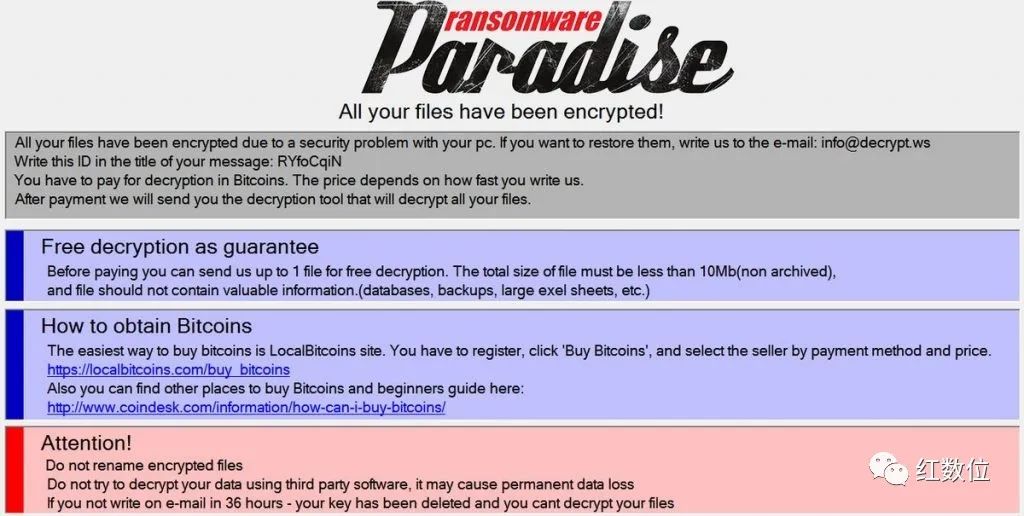 ransomware
Paradise
All your files have been encrypted!
All your files have been encrypted due to a security problem with your pc. If you want to restore them, write us to the e-mail: info@decrypt.ws
Write this ID in the title of your message: RYfoCqiN
You have to pay for decryption in Bitcoins. The price depends on how fast you write us.
After payment we will send you the decryption tool that will decrypt all your files.
Free decryption as guarantee
Before paying you can send us up to 1 file for free decryption. The total size of file must be less than 10Mb(non archived),
and file should not contain valuable information.(databases, backups, large exel sheets, etc.)
How to obtain Bitcoins
The easiest way to buy bitcoins is LocalBitcoins site. You have to register, click 'Buy Bitcoins', and select the seller by payment method and price.
https://localbitcoins.com/buy_bitcoins
Also you can find other places to buy Bitcoins and beginners guide here:
http://www.coindesk.com/information/how-can-i-buy-bitcoins/
Attention!
Do not rename encrypted files
Do not try to decrypt your data using third party software, it may cause permanent data loss
If you not write on e-mail in 36 hours - your key has been deleted and you cant decrypt your files
红数位